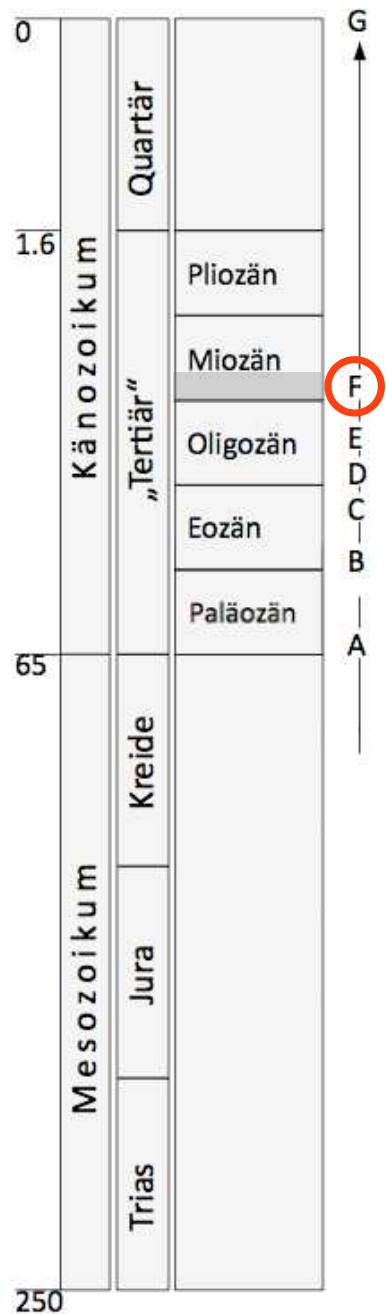 0
G
Känozoikum
Quartär
1.6
„Tertiär“
Pliozän
Miozän
F
Oligozän
E
D
C
Eozän
B
Paläozän
A
65
Mesozoikum
Kreide
Jura
Trias
250